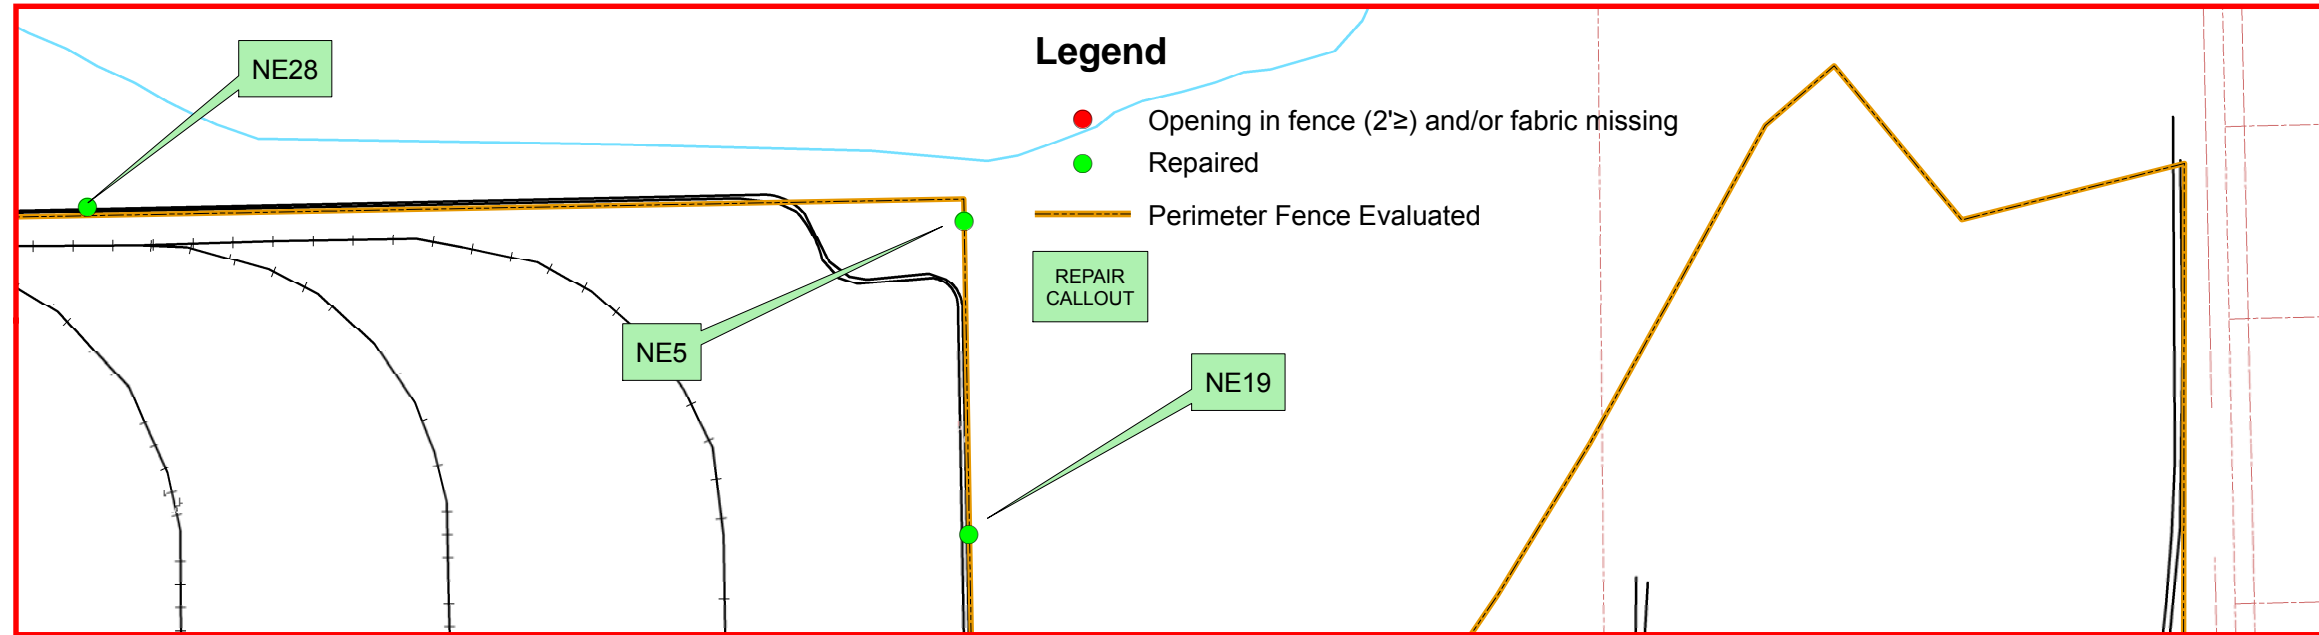 Legend
NE28
Opening in fence (2'≥) and/or fabric missing
Repaired
Perimeter Fence Evaluated
REPAIR
CALLOUT
NE5
NE19